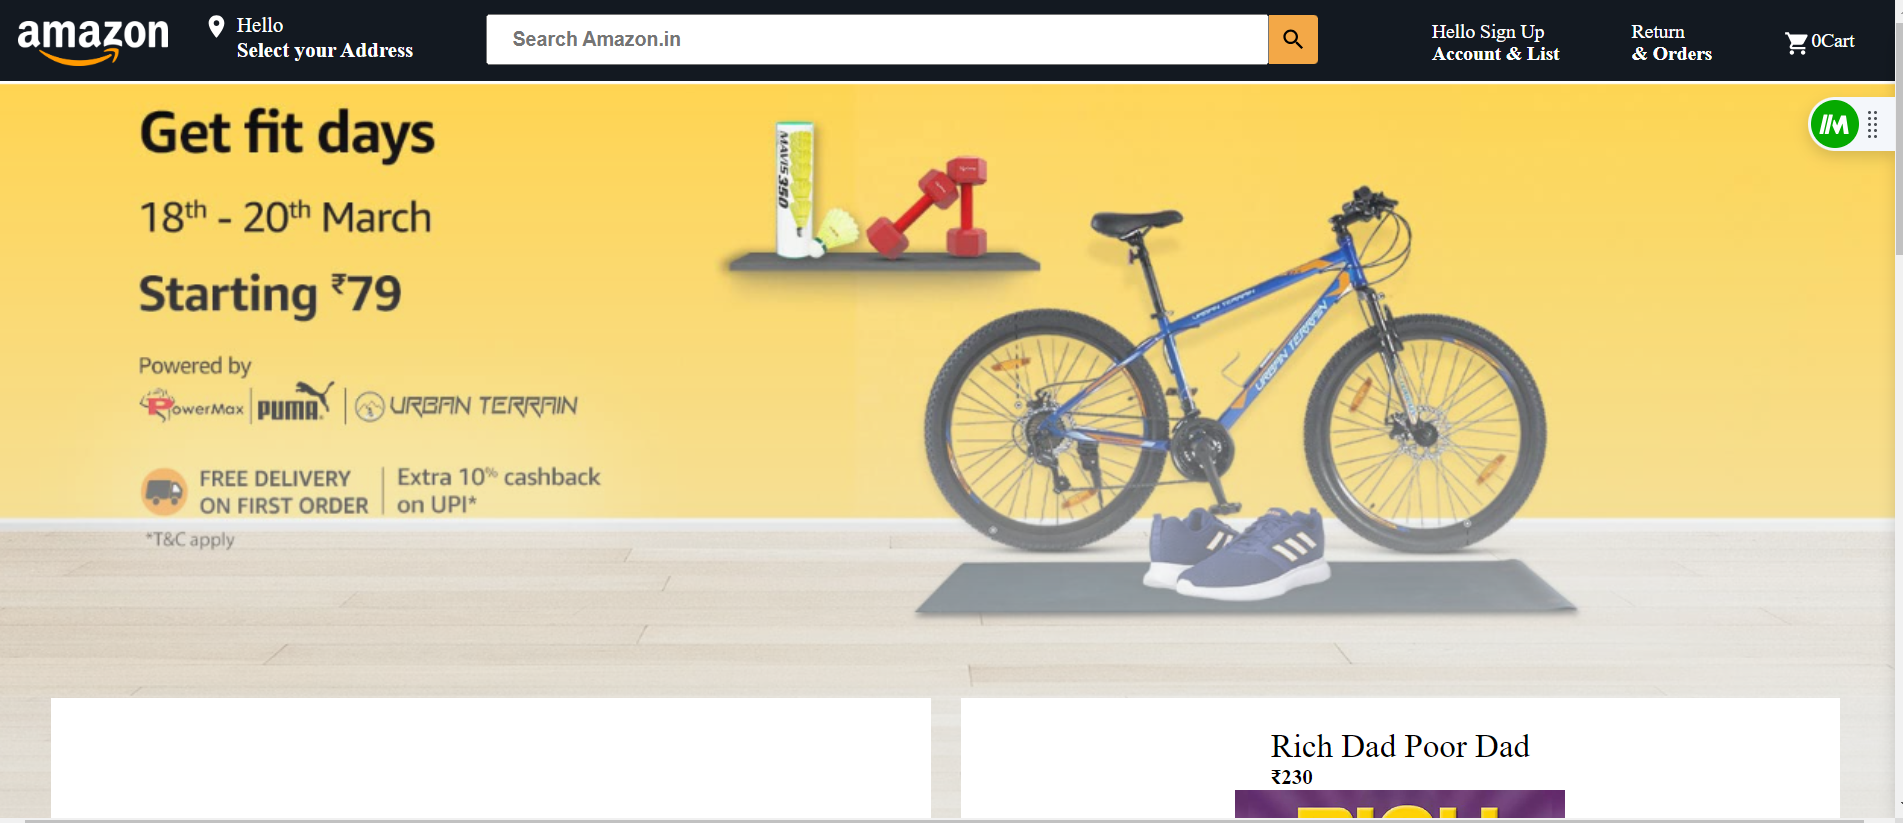 amazon
Hello
Select your Address
Search Amazon.in
Hello Sign Up
Account & List
Return
& Orders
0Cart
Get fit days
18th - 20th March
Starting ₹79
Powered by
PowerMax
PUMA
URBAN TERRAIN
FREE DELIVERY
ON FIRST ORDER
Extra 10% cashback
on UPI*
*T&C apply
MAVIS 350
URBAN TERRAIN
URBAN TERRAIN
Rich Dad Poor Dad
₹230